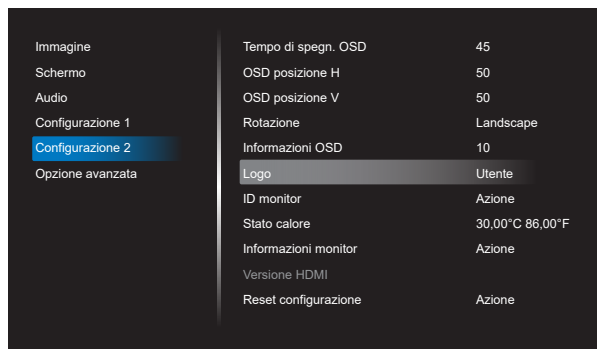 Immagine
Schermo
Audio
Configurazione 1
Configurazione 2
Opzione avanzata
Tempo di spegn. OSD 45
OSD posizione H 50
OSD posizione V 50
Rotazione Landscape
Informazioni OSD 10
Logo Utente
ID monitor Azione
Stato calore 30,00°C 86,00°F
Informazioni monitor Azione
Versione HDMI
Reset configurazione Azione